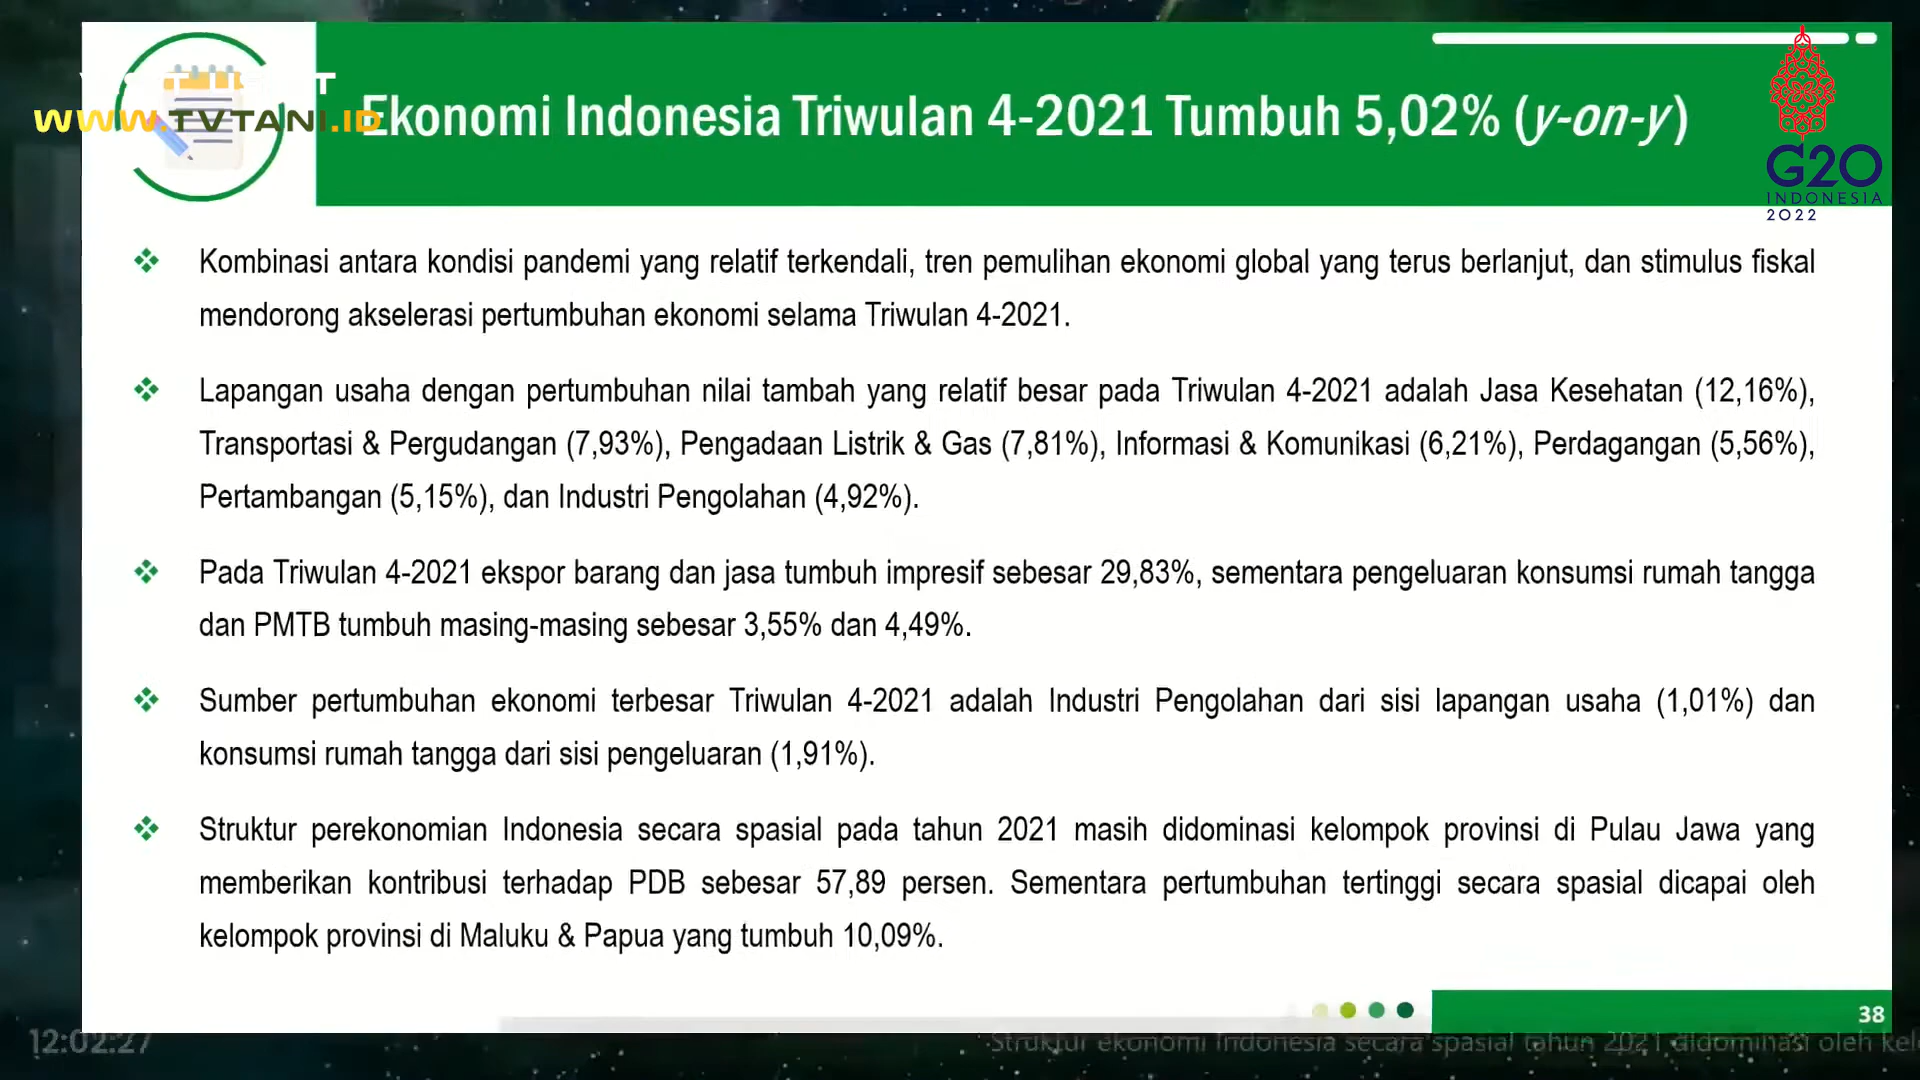 WWW.TVTANI.ID
Ekonomi Indonesia Triwulan 4-2021 Tumbuh 5,02% (y-on-y)
G20
INDONESIA
2022
Kombinasi antara kondisi pandemi yang relatif terkendali, tren pemulihan ekonomi global yang terus berlanjut, dan stimulus fiskal
mendorong akselerasi pertumbuhan ekonomi selama Triwulan 4-2021.
Lapangan usaha dengan pertumbuhan nilai tambah yang relatif besar pada Triwulan 4-2021 adalah Jasa Kesehatan (12,16%),
Transportasi & Pergudangan (7,93%), Pengadaan Listrik & Gas (7,81%), Informasi & Komunikasi (6,21%), Perdagangan (5,56%),
Pertambangan (5,15%), dan Industri Pengolahan (4,92%).
Pada Triwulan 4-2021 ekspor barang dan jasa tumbuh impresif sebesar 29,83%, sementara pengeluaran konsumsi rumah tangga
dan PMTB tumbuh masing-masing sebesar 3,55% dan 4,49%.
Sumber pertumbuhan ekonomi terbesar Triwulan 4-2021 adalah Industri Pengolahan dari sisi lapangan usaha (1,01%) dan
konsumsi rumah tangga dari sisi pengeluaran (1,91%).
Struktur perekonomian Indonesia secara spasial pada tahun 2021 masih didominasi kelompok provinsi di Pulau Jawa yang
memberikan kontribusi terhadap PDB sebesar 57,89 persen. Sementara pertumbuhan tertinggi secara spasial dicapai oleh
kelompok provinsi di Maluku & Papua yang tumbuh 10,09%.
38
12:02:27
Struktur ekonomi Indonesia secara spasial tahun 2021 didominasi oleh kel